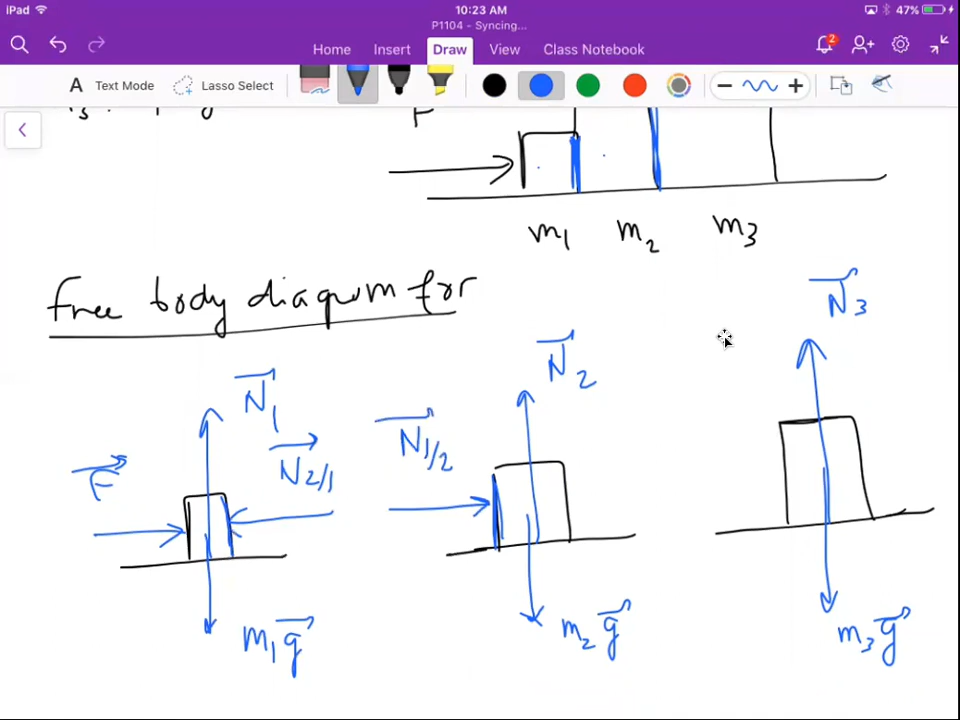 iPad 10:23 AM 47%
P1104 - Syncing...
Home Insert Draw View Class Notebook
2
A Text Mode Lasso Select
F
m1 m2 m3
Free body diagram for
N3
N2
N1
N1/2
F
N2/1
m1g
m2g
m3g